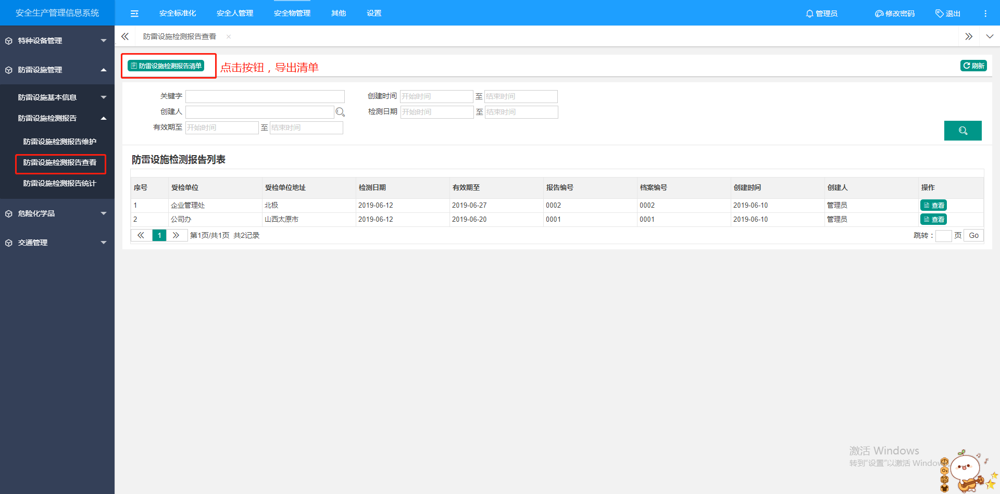 安全生产管理信息系统
安全标准化 安全人管理 安全物管理 其他 设置 管理员 修改密码 退出
特种设备管理
防雷设施管理
防雷设施基本信息
防雷设施检测报告
防雷设施检测报告维护
防雷设施检测报告查看
防雷设施检测报告统计
危险化学品
交通管理
防雷设施检测报告查看
防雷设施检测报告清单 点击按钮，导出清单 刷新
关键字 创建时间 开始时间 至 结束时间
创建人 检测日期 开始时间 至 结束时间
有效期至 开始时间 至 结束时间
防雷设施检测报告列表
序号 受检单位 受检单位地址 检测日期 有效期至 报告编号 档案编号 创建时间 创建人 操作
1 企业管理处 北极 2019-06-12 2019-06-27 0002 0002 2019-06-10 管理员 查看
2 公司办 山西太原市 2019-06-12 2019-06-20 0001 0001 2019-06-10 管理员 查看
1 第1页/共1页 共2记录 跳转： 页 Go
激活 Windows
转到"设置"以激活 Window
中
简